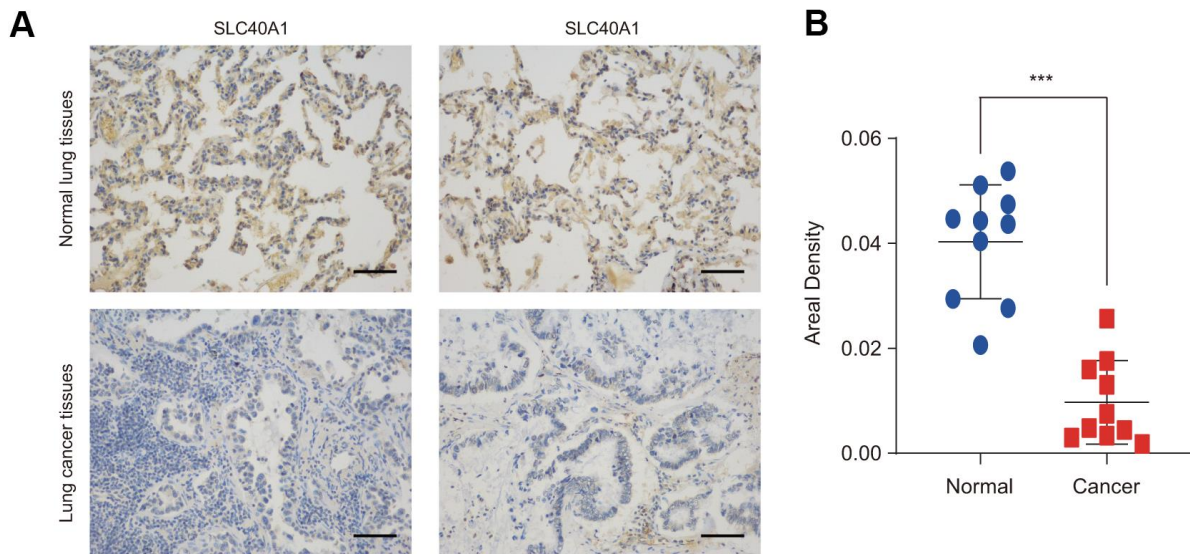 A
SLC40A1
SLC40A1
Normal lung tissues
Lung cancer tissues
B
***
0.06
0.04
0.02
0.00
Areal Density
Normal
Cancer